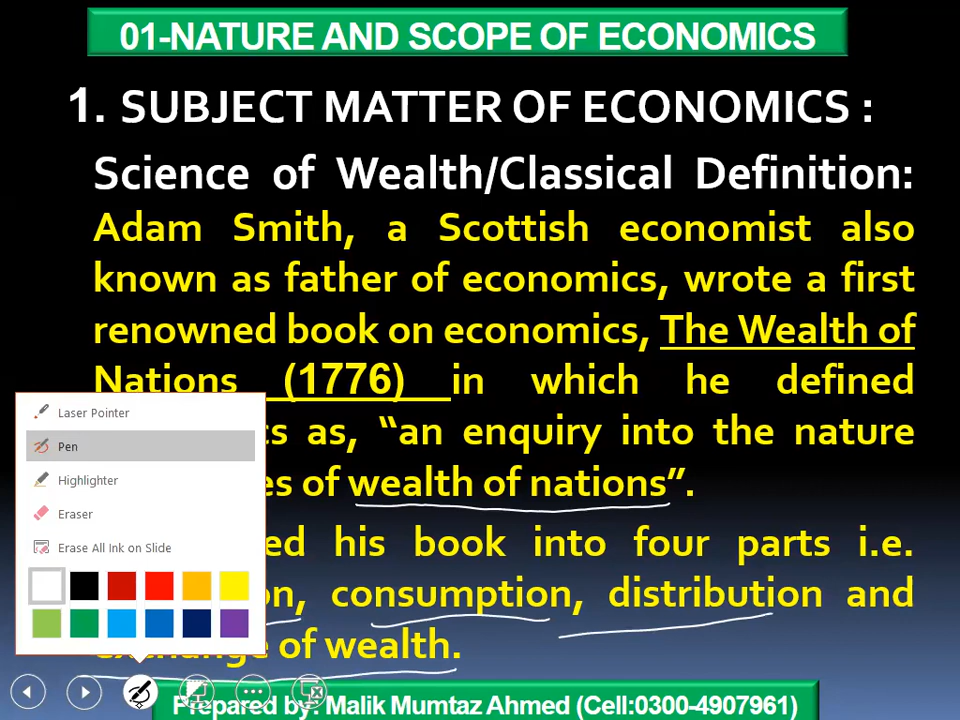 01-NATURE AND SCOPE OF ECONOMICS
1. SUBJECT MATTER OF ECONOMICS :
Science of Wealth/Classical Definition:
Adam Smith, a Scottish economist also
known as father of economics, wrote a first
renowned book on economics, The Wealth of
Nations (1776) in which he defined
as, “an enquiry into the nature
of wealth of nations”.
his book into four parts i.e.
consumption, distribution and
exchange of wealth.
Laser Pointer
Pen
Highlighter
Eraser
Erase All Ink on Slide
Prepared by: Malik Mumtaz Ahmed (Cell:0300-4907961)